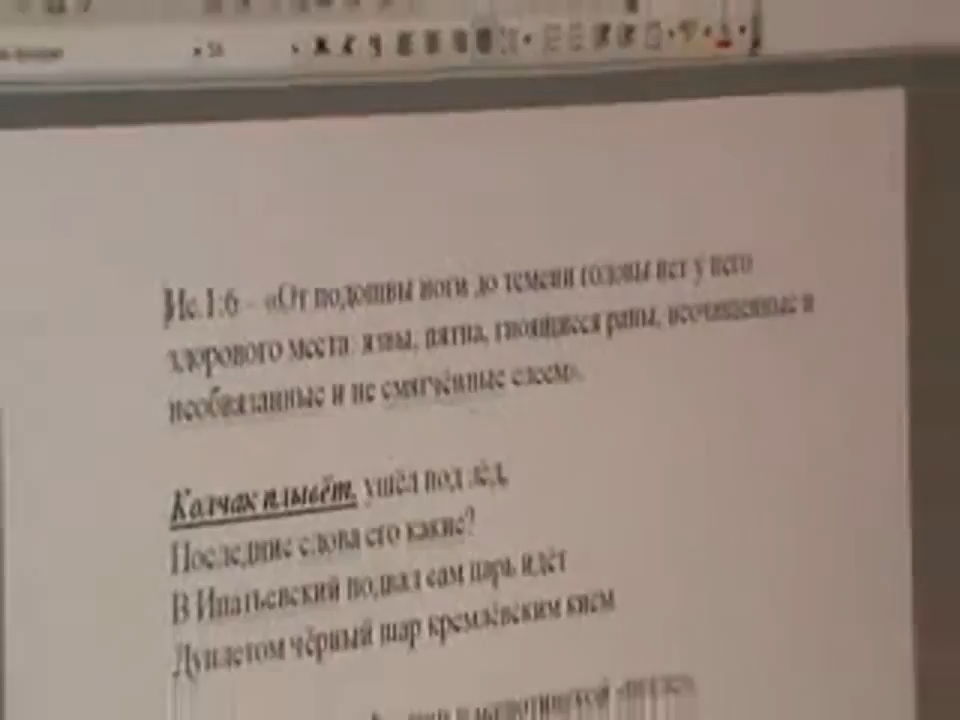 Ис.1:6 – «От подошвы ноги до темени головы нет у него
здорового места: язвы, пятна, гноящиеся раны, неочищенные и
необвязанные и не смягчённые елеем».
Колчак плывёт, ушёл под лёд,
Последние слова его какие?
В Ипатьевский подвал сам царь идёт
Дуплетом чёрный шар кремлёвским кием